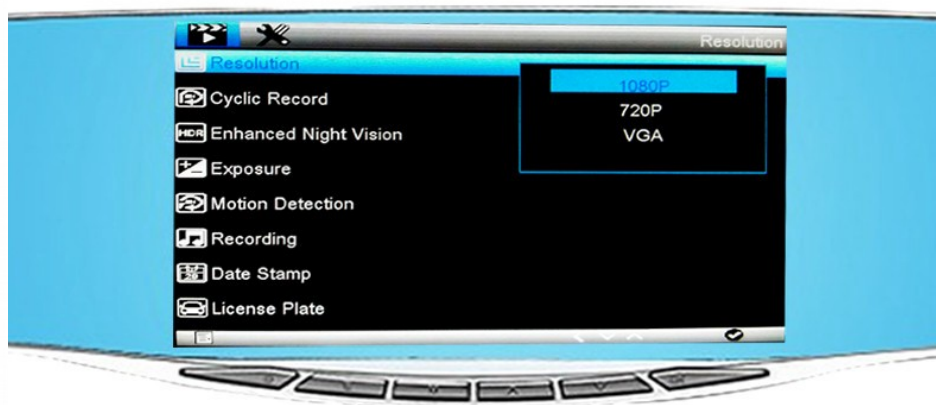 Resolution
Resolution
1080P
Cyclic Record
720P
HDR
Enhanced Night Vision
VGA
Exposure
Motion Detection
Recording
Date Stamp
License Plate